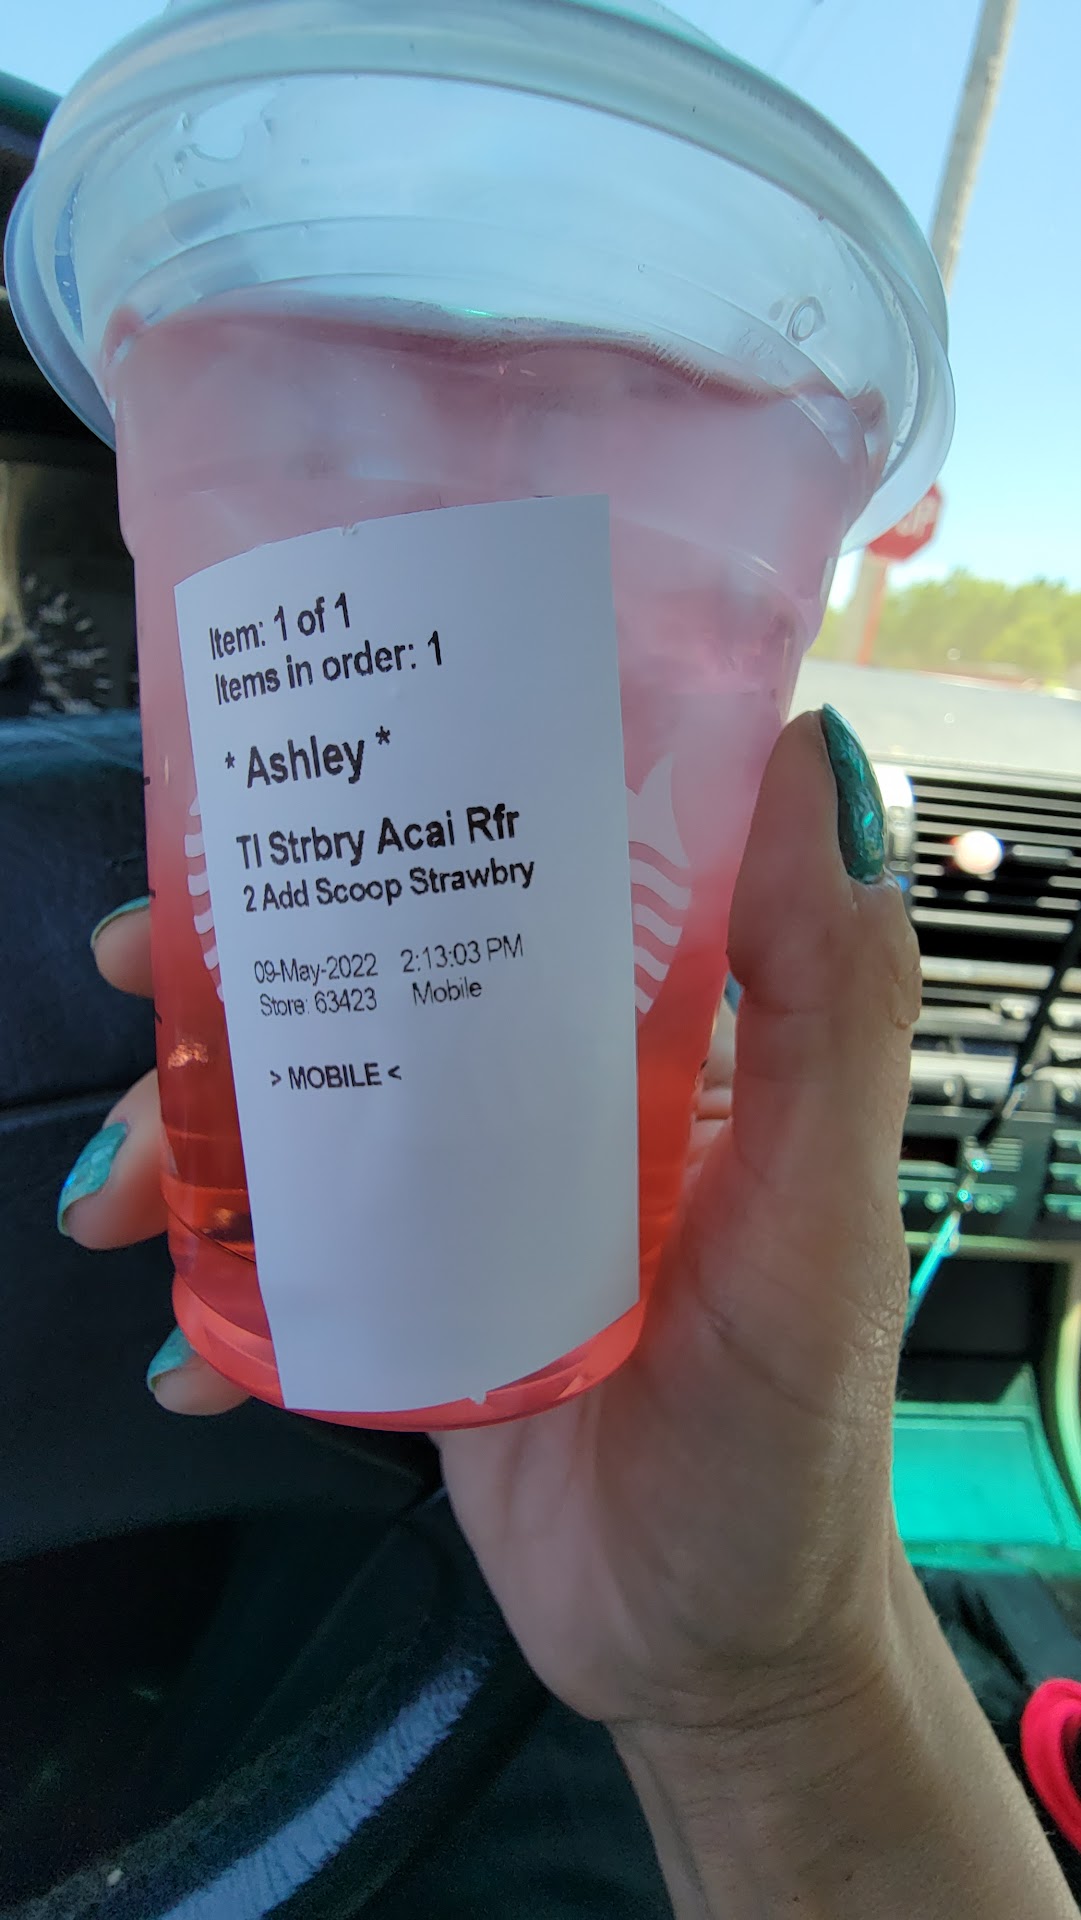 Item: 1 of 1
Items in order: 1
* Ashley *
Tl Strbry Acai Rfr
2 Add Scoop Strawbry
09-May-2022 2:13:03 PM
Store: 63423 Mobile
> MOBILE <